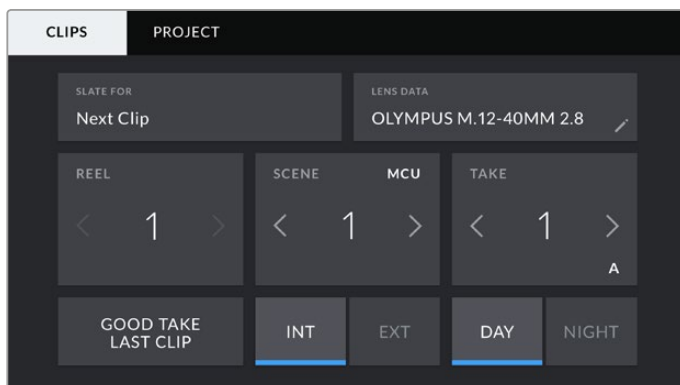 CLIPS
PROJECT
SLATE FOR
Next Clip
LENS DATA
OLYMPUS M.12-40MM 2.8
REEL
1
SCENE
MCU
1
TAKE
1
A
GOOD TAKE
LAST CLIP
INT
EXT
DAY
NIGHT